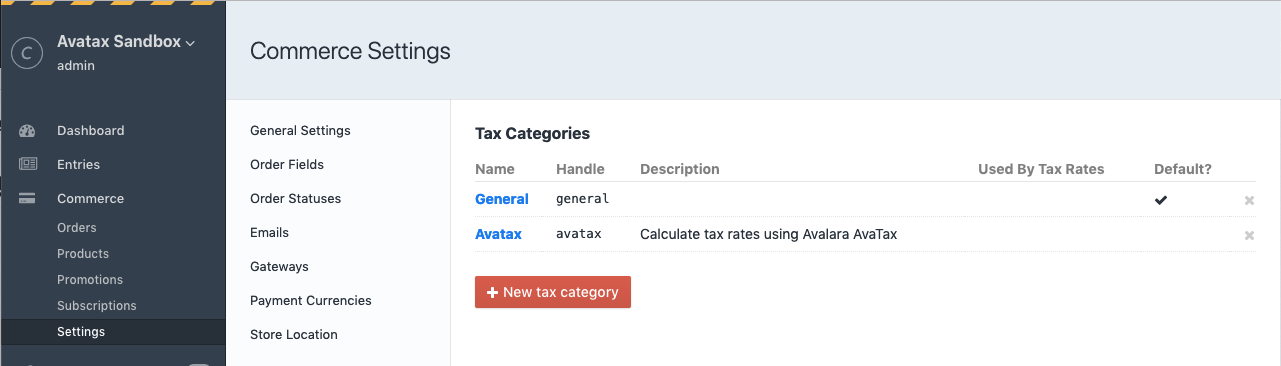 C
Avatax Sandbox
admin
Dashboard
Entries
Commerce
Orders
Products
Promotions
Subscriptions
Settings
Commerce Settings
General Settings
Order Fields
Order Statuses
Emails
Gateways
Payment Currencies
Store Location
Tax Categories
Name Handle Description Used By Tax Rates Default?
General general
Avatax avatax Calculate tax rates using Avalara AvaTax
New tax category